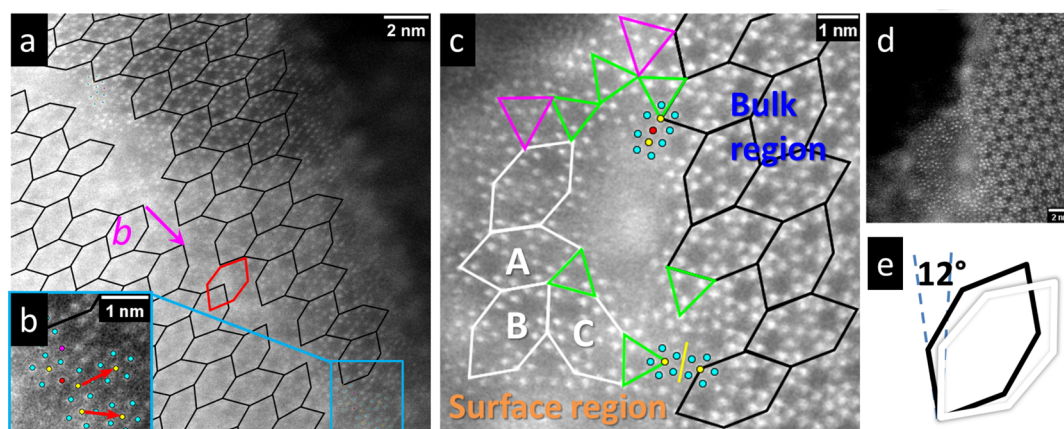 a
2 nm
b
b
1 nm
c
1 nm
Bulk
region
A
B
C
Surface region
d
2 nm
e
12°